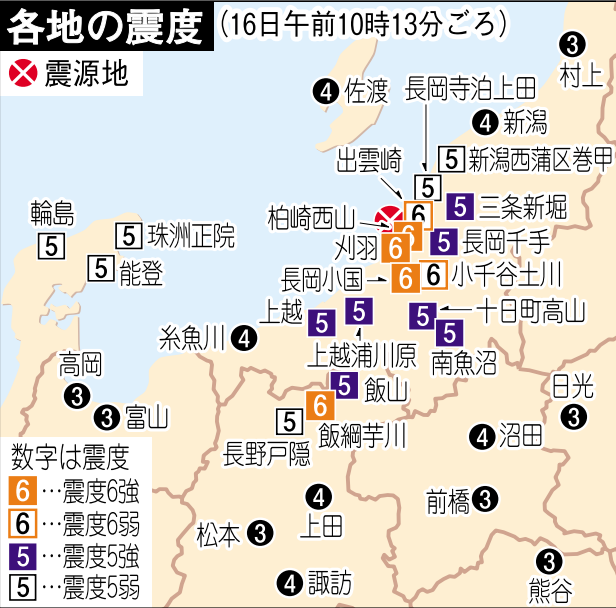 各地の震度(16日午前10時13分ごろ)
震源地
3
村上
4
佐渡
長岡寺泊上田
4
新潟
出雲崎
5
新潟西蒲区巻甲
5
輪島
5
5
珠洲正院
5
能登
柏崎西山
6
6
5
三条新堀
刈羽
6
5
長岡千手
長岡小国
6
6
小千谷土川
上越
5
5
5
十日町高山
糸魚川
4
上越浦川原
5
南魚沼
高岡
3
3
富山
5
飯山
日光
3
6
飯綱芋川
5
長野戸隠
4
沼田
数字は震度
6
…震度6強
6
…震度6弱
5
…震度5強
5
…震度5弱
4
上田
前橋
3
松本
3
4
諏訪
3
熊谷